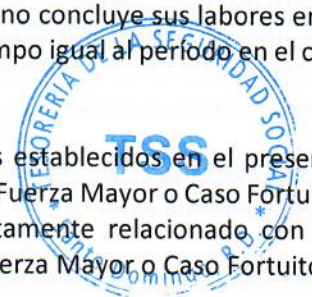 no concluye sus labores en
mpo igual al período en el c
TESORERIA DE LA SEGURIDAD SOCIAL
TSS
* Santo Domingo R.D. *
s establecidos en el presen
Fuerza Mayor o Caso Fortu
tamente relacionado con
erza Mayor o Caso Fortuito